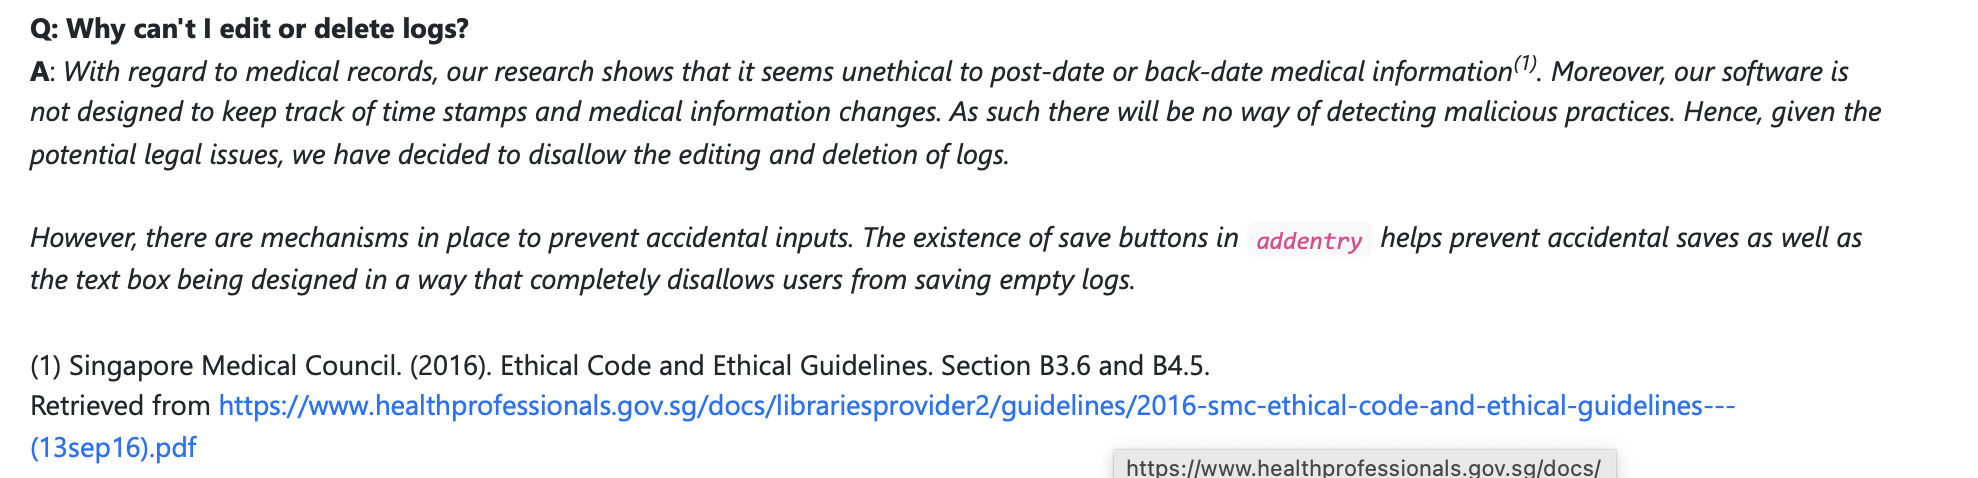 Q: Why can't I edit or delete logs?
A: With regard to medical records, our research shows that it seems unethical to post-date or back-date medical information(1). Moreover, our software is
not designed to keep track of time stamps and medical information changes. As such there will be no way of detecting malicious practices. Hence, given the
potential legal issues, we have decided to disallow the editing and deletion of logs.
However, there are mechanisms in place to prevent accidental inputs. The existence of save buttons in addentry helps prevent accidental saves as well as
the text box being designed in a way that completely disallows users from saving empty logs.
(1) Singapore Medical Council. (2016). Ethical Code and Ethical Guidelines. Section B3.6 and B4.5.
Retrieved from https://www.healthprofessionals.gov.sg/docs/librariesprovider2/guidelines/2016-smc-ethical-code-and-ethical-guidelines---
(13sep16).pdf
https://www.healthprofessionals.gov.sg/docs/